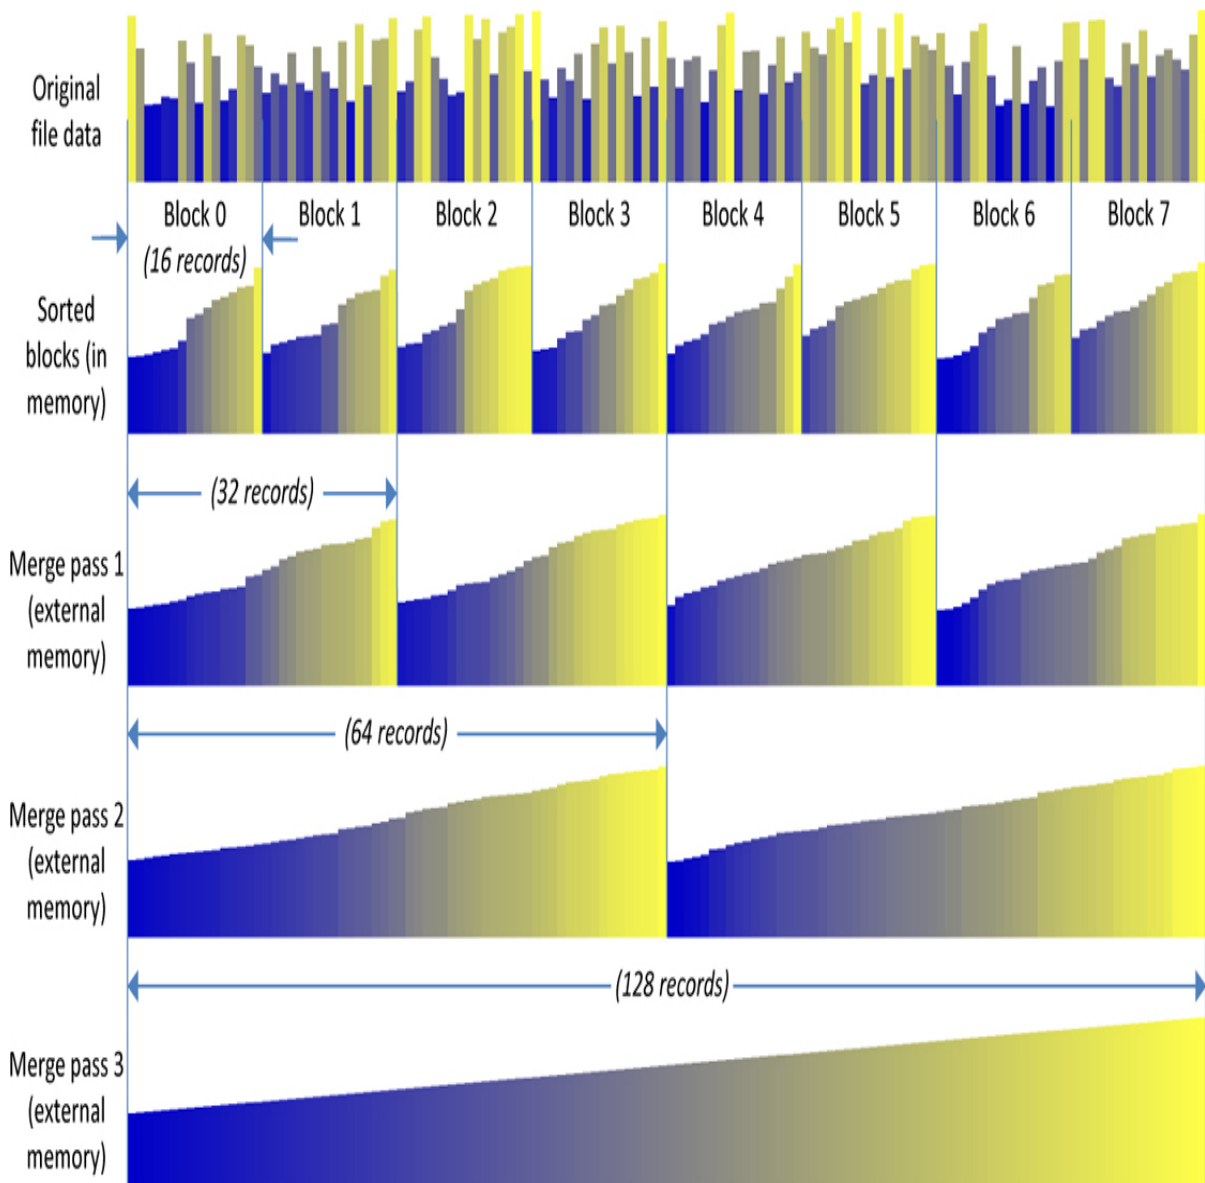 Original
file data
Block 0
Block 1
Block 2
Block 3
Block 4
Block 5
Block 6
Block 7
(16 records)
Sorted
blocks (in
memory)
(32 records)
Merge pass 1
(external
memory)
(64 records)
Merge pass 2
(external
memory)
(128 records)
Merge pass 3
(external
memory)